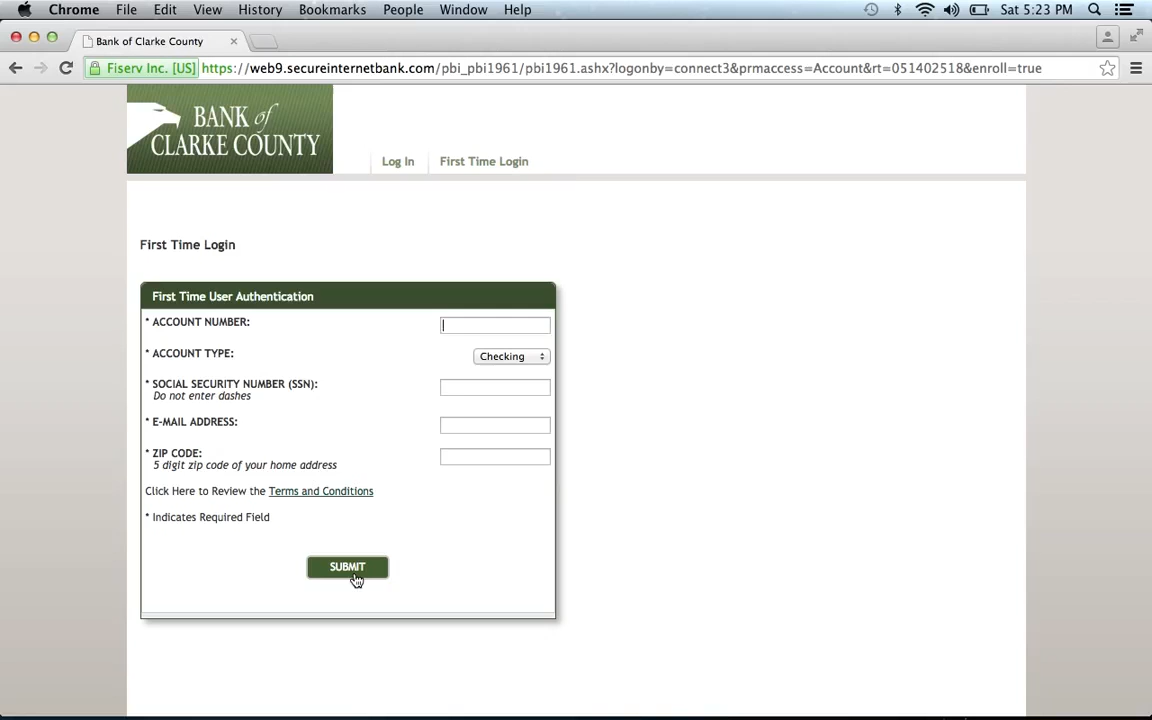 Chrome File Edit View History Bookmarks People Window Help Sat 5:23 PM
Bank of Clarke County
Fiserv Inc. [US] https://web9.secureinternetbank.com/pbi_pbi1961/pbi1961.ashx?logonby=connect3&prmaccess=Account&rt=051402518&enroll=true
BANK of
CLARKE COUNTY
Log In First Time Login
First Time Login
First Time User Authentication
* ACCOUNT NUMBER:
* ACCOUNT TYPE: Checking
* SOCIAL SECURITY NUMBER (SSN):
Do not enter dashes
* E-MAIL ADDRESS:
* ZIP CODE:
5 digit zip code of your home address
Click Here to Review the Terms and Conditions
* Indicates Required Field
SUBMIT